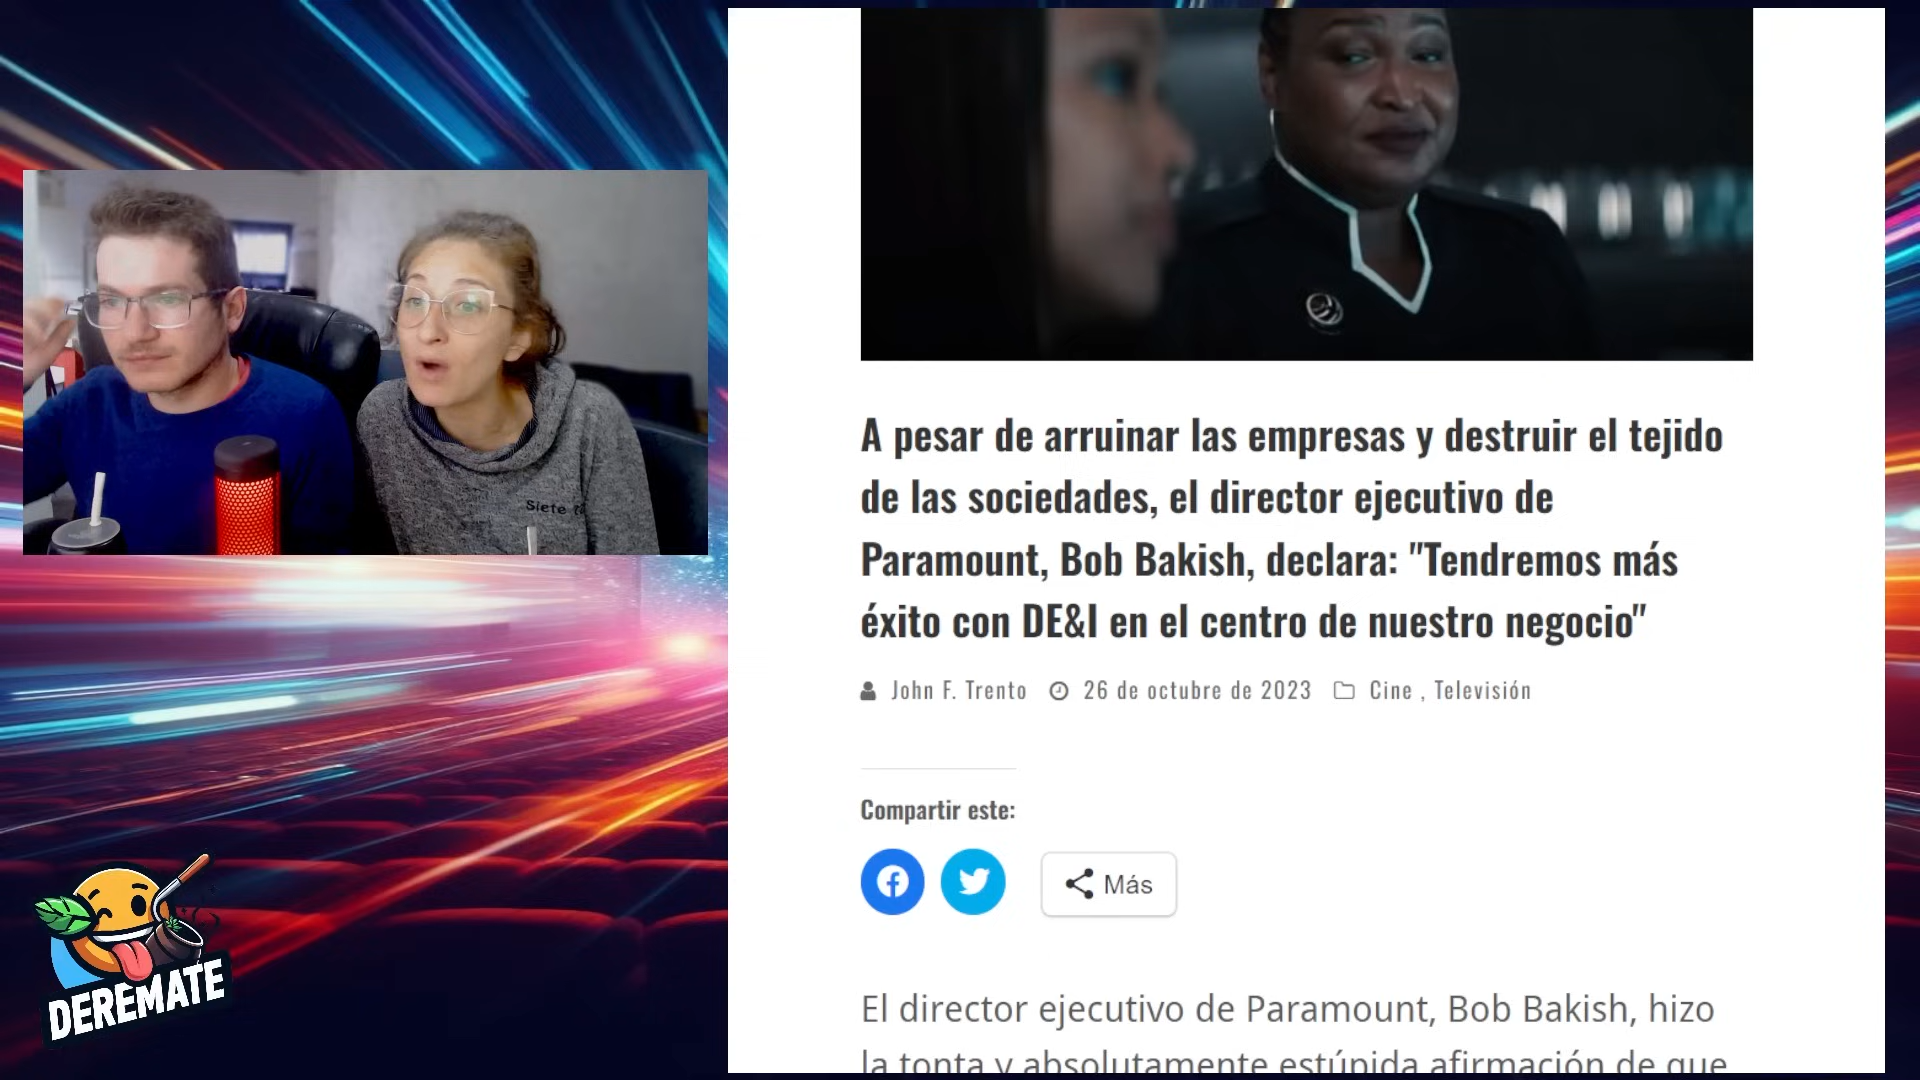 A pesar de arruinar las empresas y destruir el tejido
de las sociedades, el director ejecutivo de
Paramount, Bob Bakish, declara: "Tendremos más
éxito con DE&I en el centro de nuestro negocio"
John F. Trento 26 de octubre de 2023 Cine , Televisión
Compartir este:
Más
El director ejecutivo de Paramount, Bob Bakish, hizo
la tonta y absolutamente estúpida afirmación de que
Siete
DEREMATE